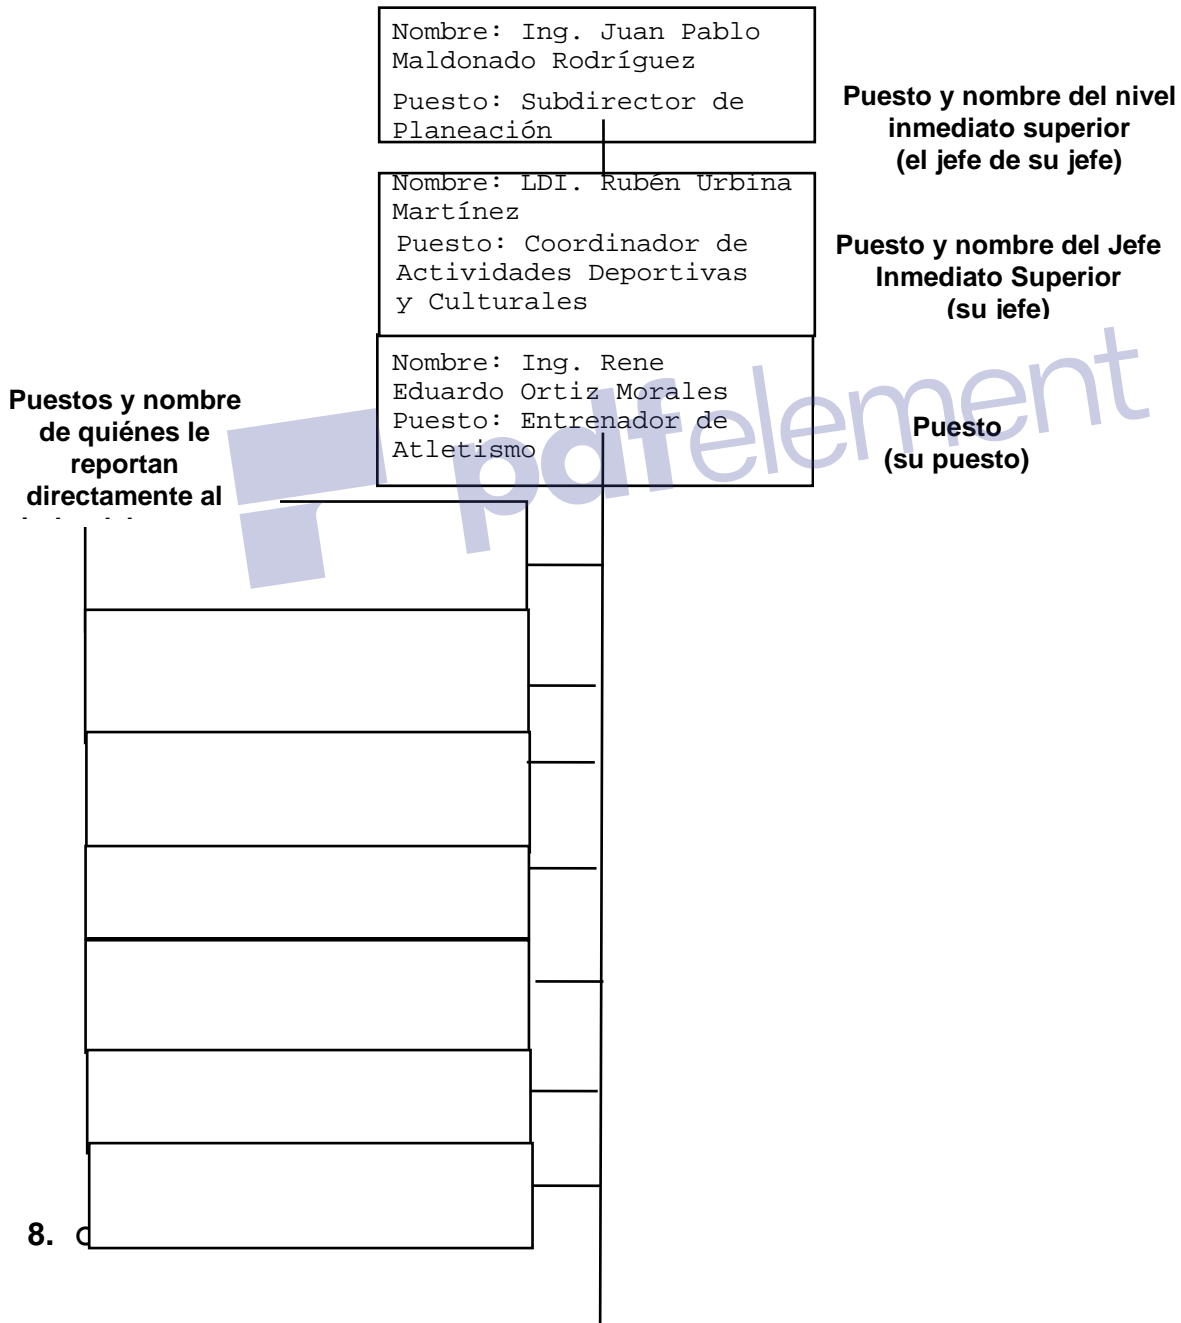 Nombre: Ing. Juan Pablo
Maldonado Rodríguez
Puesto: Subdirector de
Planeación
Puesto y nombre del nivel
inmediato superior
(el jefe de su jefe)
Nombre: LDI. Rubén Urbina
Martínez
Puesto: Coordinador de
Actividades Deportivas
y Culturales
Puesto y nombre del Jefe
Inmediato Superior
(su jefe)
Nombre: Ing. Rene
Eduardo Ortiz Morales
Puesto: Entrenador de
Atletismo
Puesto
(su puesto)
Puestos y nombre
de quiénes le
reportan
directamente al
pdfelement
8.